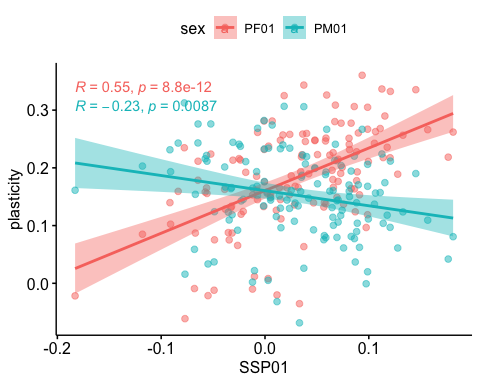 sex PF01 PM01
R = 0.55, p = 8.8e-12
R = −0.23, p = 0.0087
0.3
0.2
0.1
0.0
plasticity
-0.2 -0.1 0.0 0.1
SSP01